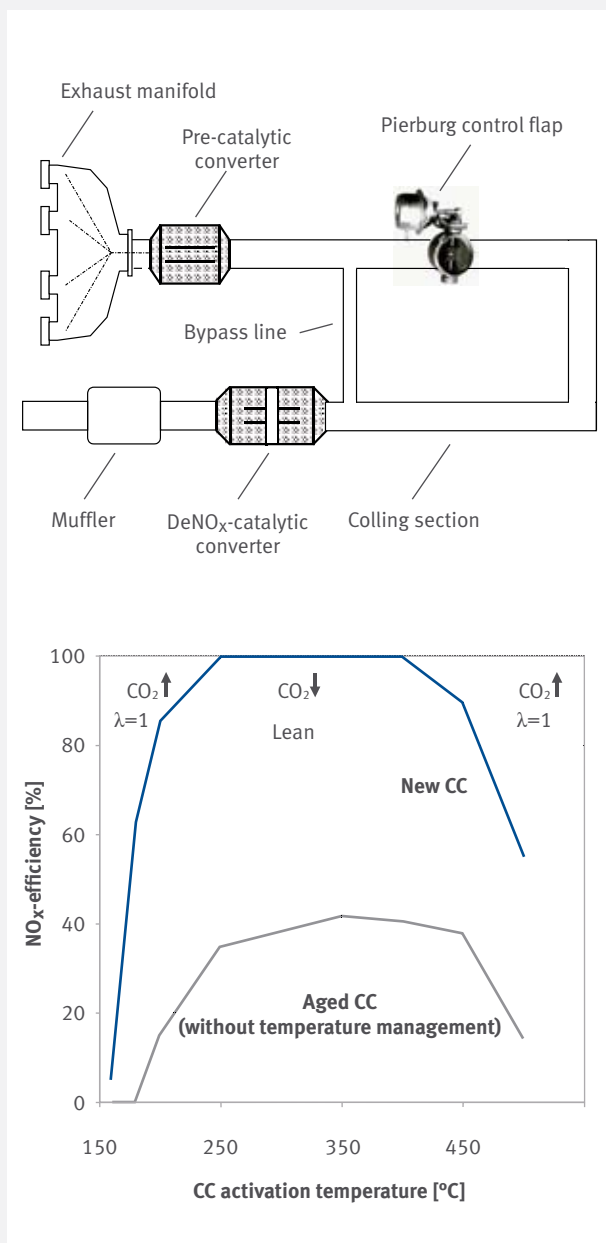 Exhaust manifold
Pre-catalytic
converter
Pierburg control flap
Bypass line
Muffler
DeNOx-catalytic
converter
Colling section
100
80
60
40
20
0
NOx-efficiency [%]
CO₂
λ=1
CO₂
Lean
CO₂
λ=1
New CC
Aged CC
(without temperature management)
150
250
350
450
CC activation temperature [°C]